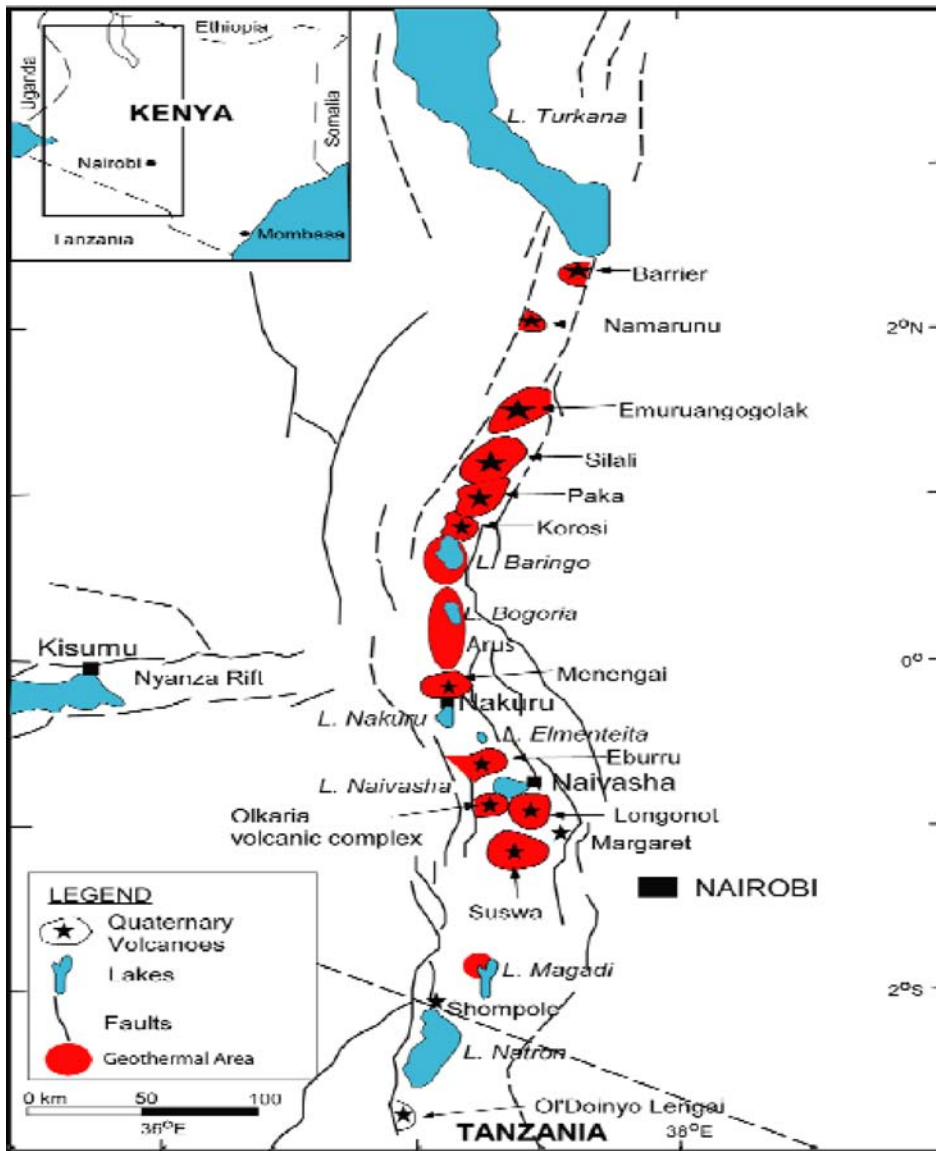 Ethiopia
Uganda
KENYA
Somalia
Nairobi
Tanzania
Mombasa
L. Turkana
Barrier
Namarunu
2°N
Emuruangogolak
Silali
Paka
Korosi
L. Baringo
L. Bogoria
Arus
Kisumu
Nyanza Rift
0°
Menengai
Nakuru
L. Nakuru
L. Elmenteita
Eburru
L. Naivasha
Naivasha
Olkaria
volcanic complex
Longonot
Margaret
NAIROBI
Suswa
LEGEND
Quaternary
Volcanoes
Lakes
Faults
Geothermal Area
0 km 50 100
L. Magadi
2°S
Shompole
L. Natron
Ol'Doinyo Lengai
36°E
TANZANIA
38°E